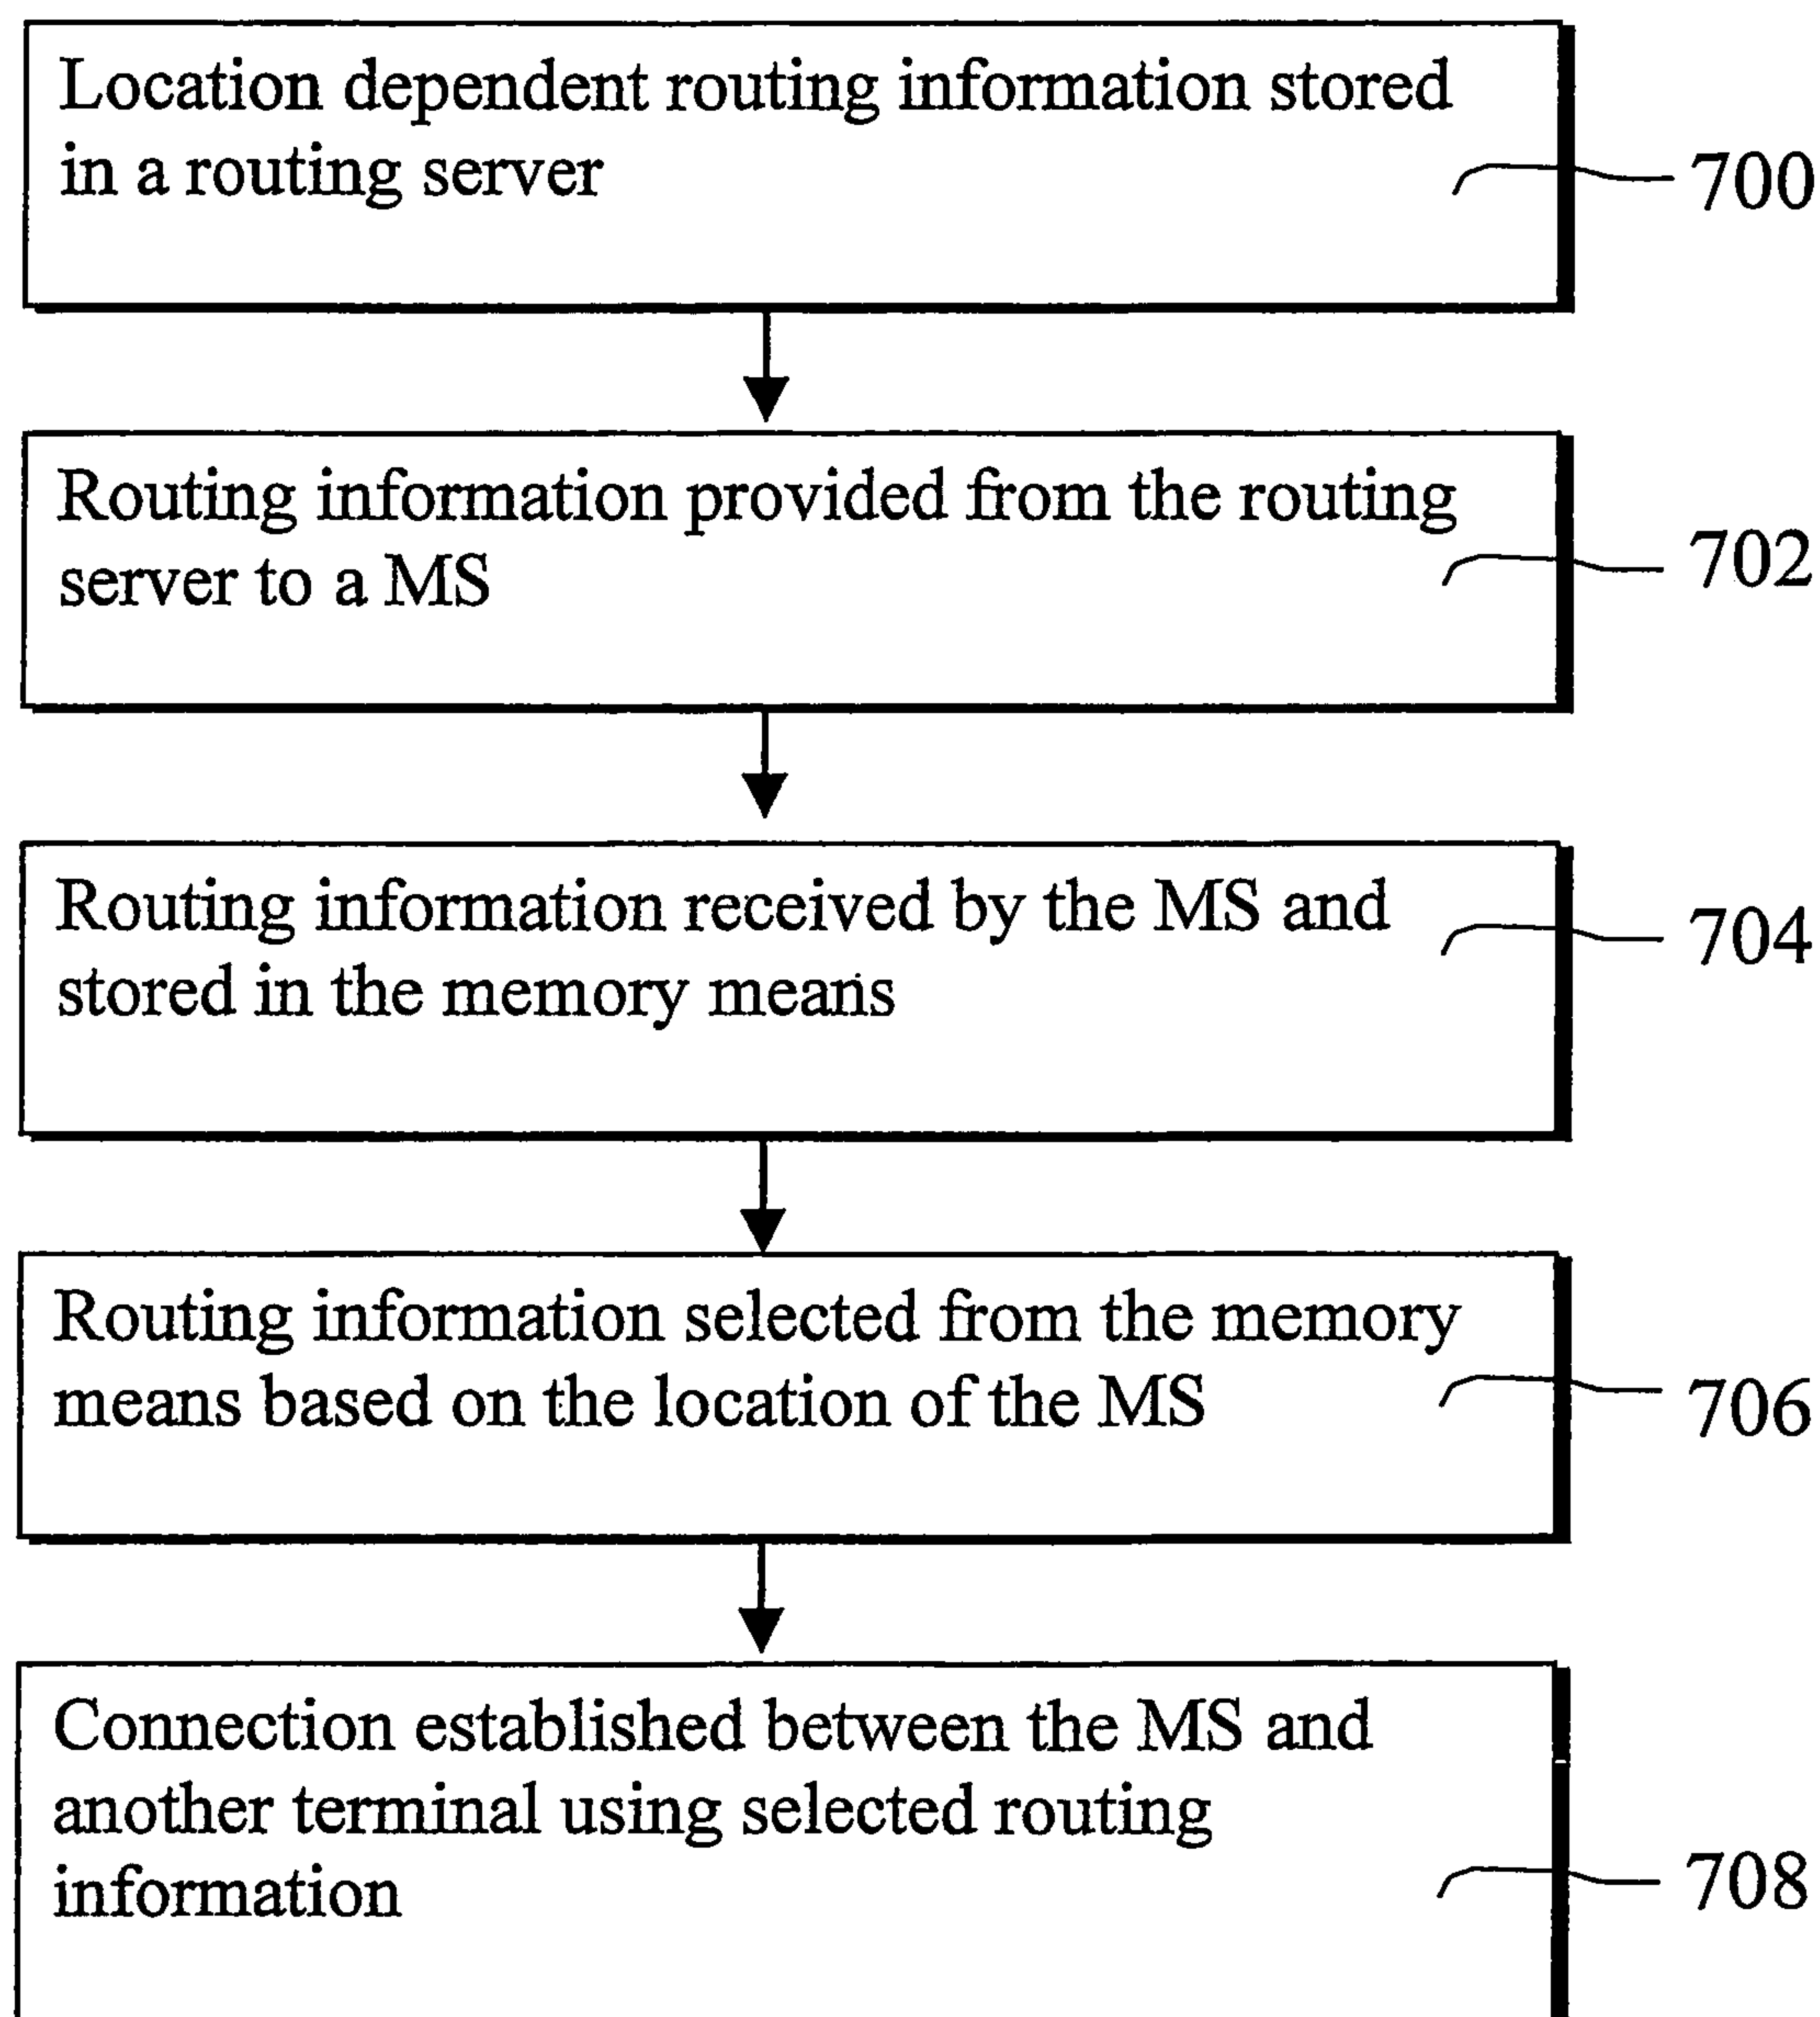 Location dependent routing information stored
in a routing server
700
Routing information provided from the routing
server to a MS
702
Routing information received by the MS and
stored in the memory means
704
Routing information selected from the memory
means based on the location of the MS
706
Connection established between the MS and
another terminal using selected routing
information
708